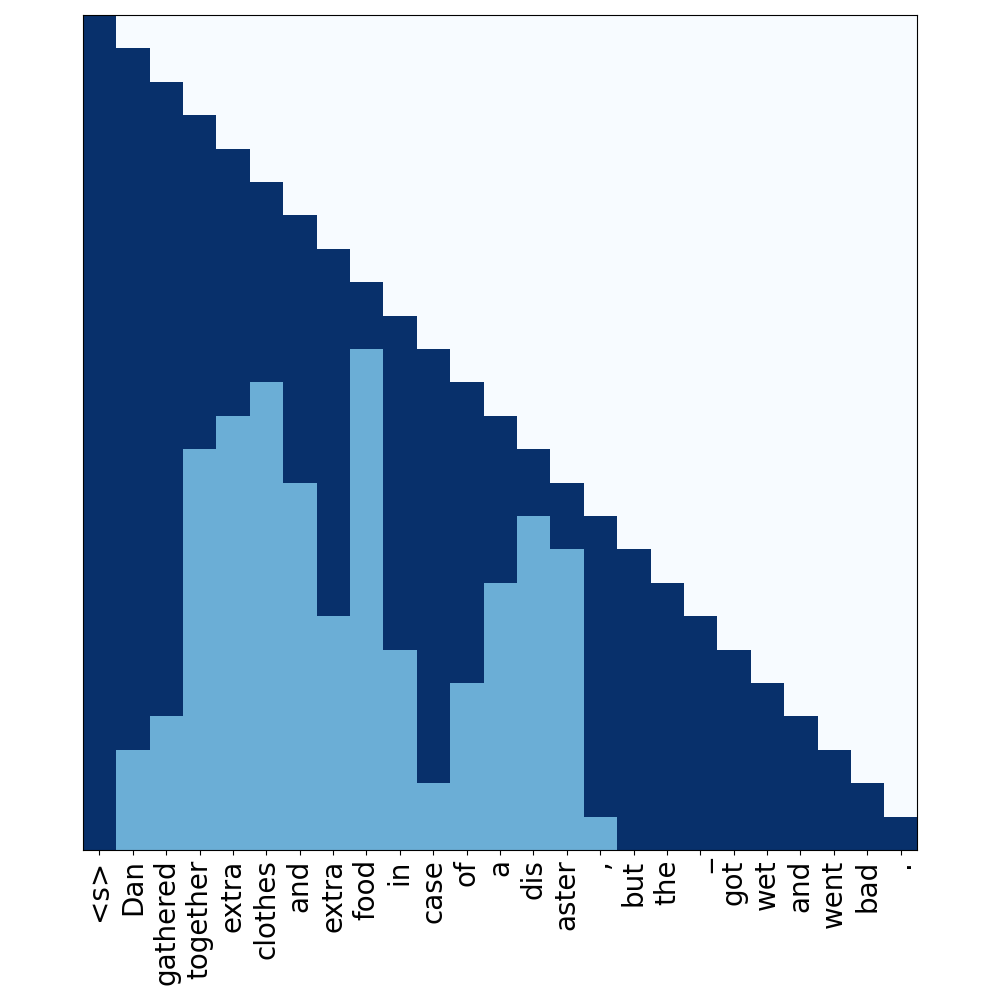 <s> Dan gathered together extra clothes and extra food in case of a dis aster , but the _ got wet and went bad .